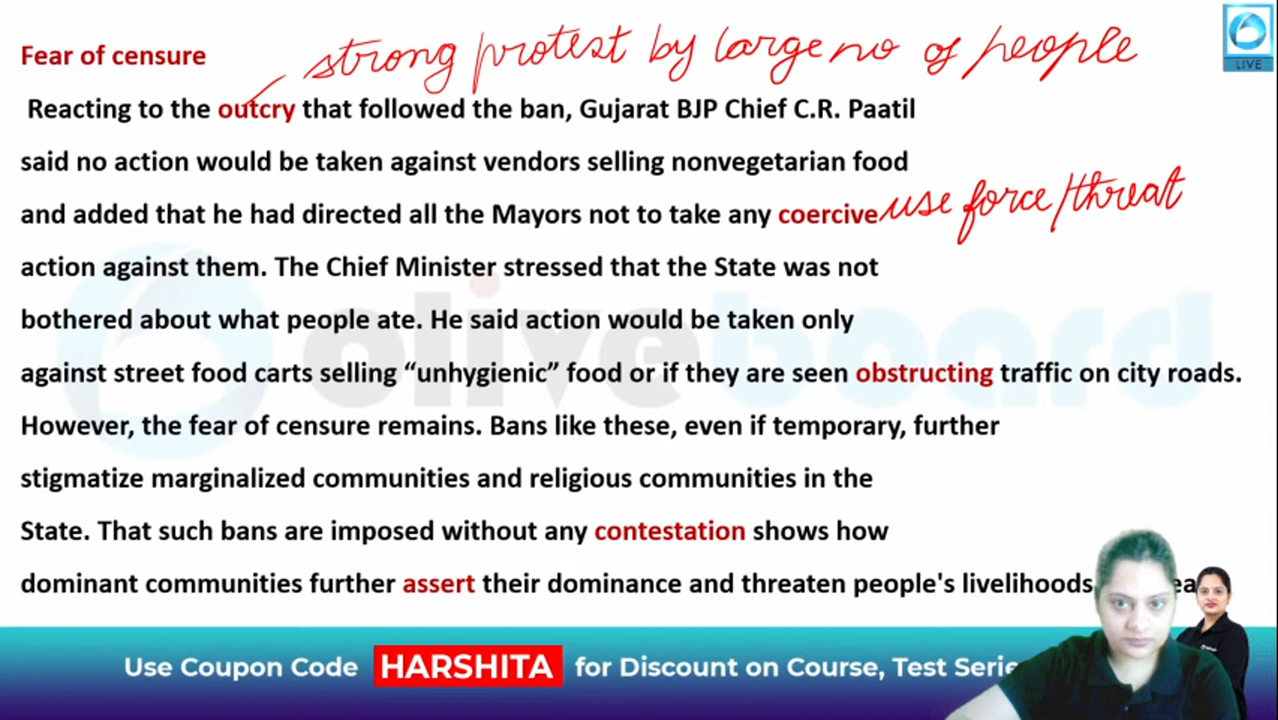 strong protest by large no of people
LIVE
Fear of censure
Reacting to the outcry that followed the ban, Gujarat BJP Chief C.R. Paatil
said no action would be taken against vendors selling nonvegetarian food
and added that he had directed all the Mayors not to take any coercive use force/threat
action against them. The Chief Minister stressed that the State was not
bothered about what people ate. He said action would be taken only
against street food carts selling “unhygienic” food or if they are seen obstructing traffic on city roads.
However, the fear of censure remains. Bans like these, even if temporary, further
stigmatize marginalized communities and religious communities in the
State. That such bans are imposed without any contestation shows how
dominant communities further assert their dominance and threaten people's livelihoods
oliveboard
Use Coupon Code HARSHITA for Discount on Course, Test